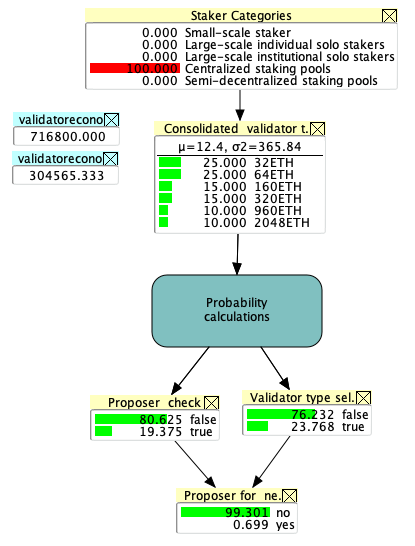 Staker Categories
0.000 Small-scale staker
0.000 Large-scale individual solo stakers
0.000 Large-scale institutional solo stakers
100.000 Centralized staking pools
0.000 Semi-decentralized staking pools
validatorecono
716800.000
validatorecono
304565.333
Consolidated validator t.
μ=12.4, σ2=365.84
25.000 32ETH
25.000 64ETH
15.000 160ETH
15.000 320ETH
10.000 960ETH
10.000 2048ETH
Probability
calculations
Proposer check
80.625 false
19.375 true
Validator type sel.
76.232 false
23.768 true
Proposer for ne.
99.301 no
0.699 yes